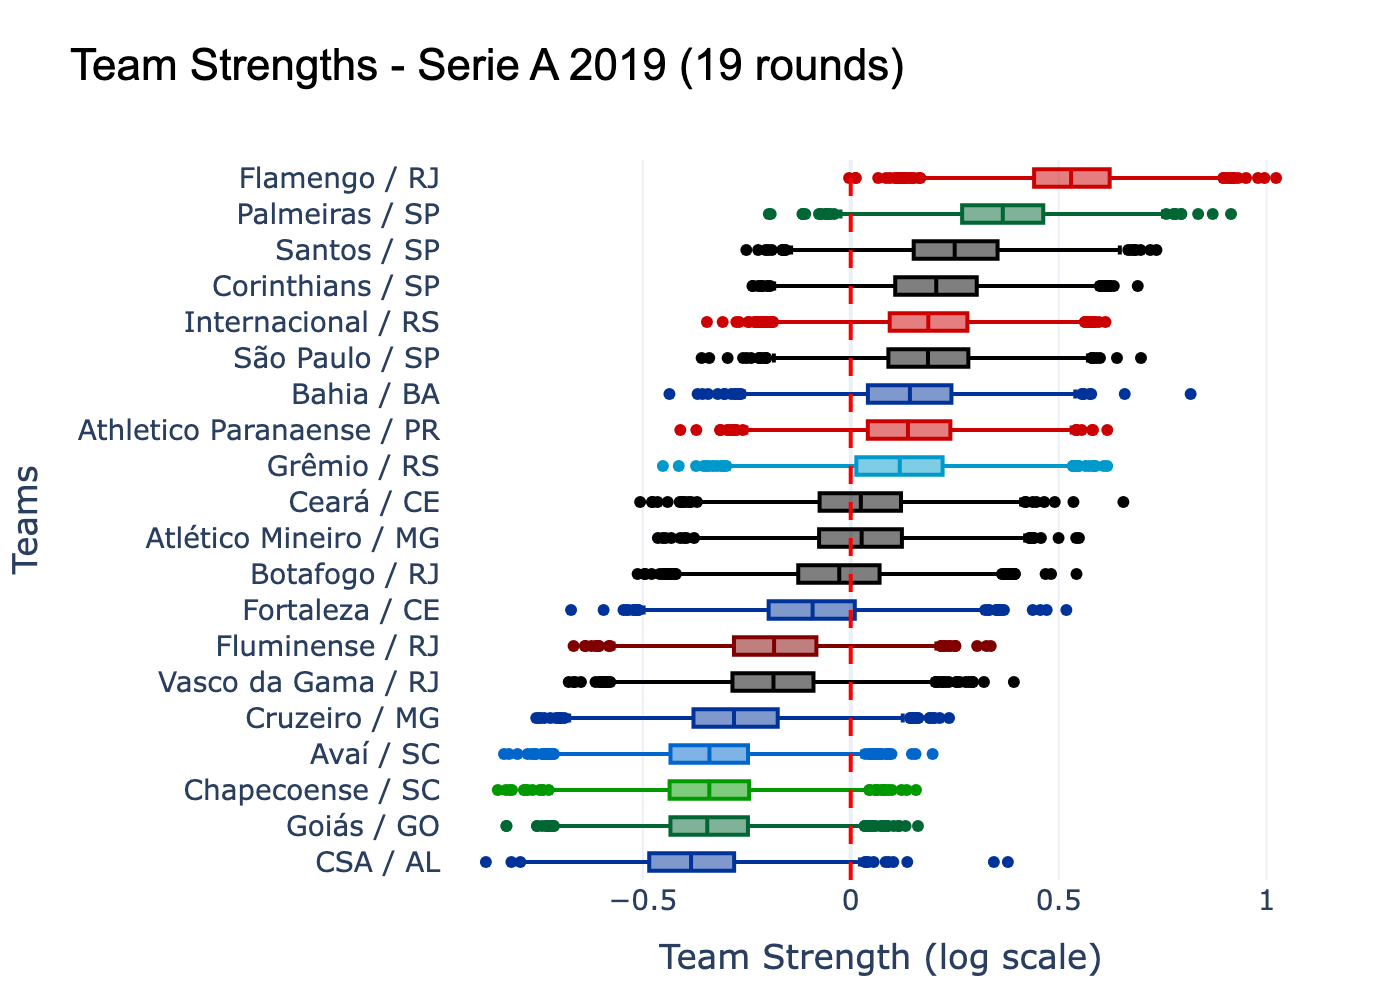 Team Strengths - Serie A 2019 (19 rounds)
Flamengo / RJ
Palmeiras / SP
Santos / SP
Corinthians / SP
Internacional / RS
São Paulo / SP
Bahia / BA
Athletico Paranaense / PR
Grêmio / RS
Ceará / CE
Atlético Mineiro / MG
Botafogo / RJ
Fortaleza / CE
Fluminense / RJ
Vasco da Gama / RJ
Cruzeiro / MG
Avaí / SC
Chapecoense / SC
Goiás / GO
CSA / AL
Teams
−0.5 0 0.5 1
Team Strength (log scale)